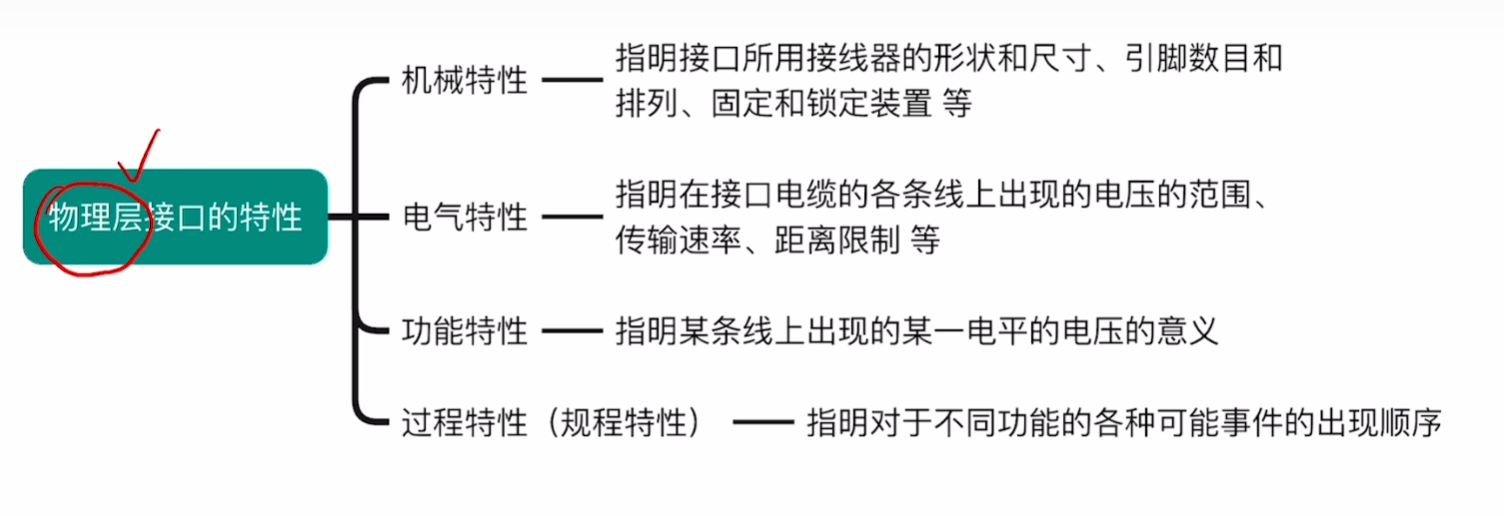 物理层接口的特性
机械特性
指明接口所用接线器的形状和尺寸、引脚数目和
排列、固定和锁定装置 等
电气特性
指明在接口电缆的各条线上出现的电压的范围、
传输速率、距离限制 等
功能特性
指明某条线上出现的某一电平的电压的意义
过程特性（规程特性）
指明对于不同功能的各种可能事件的出现顺序